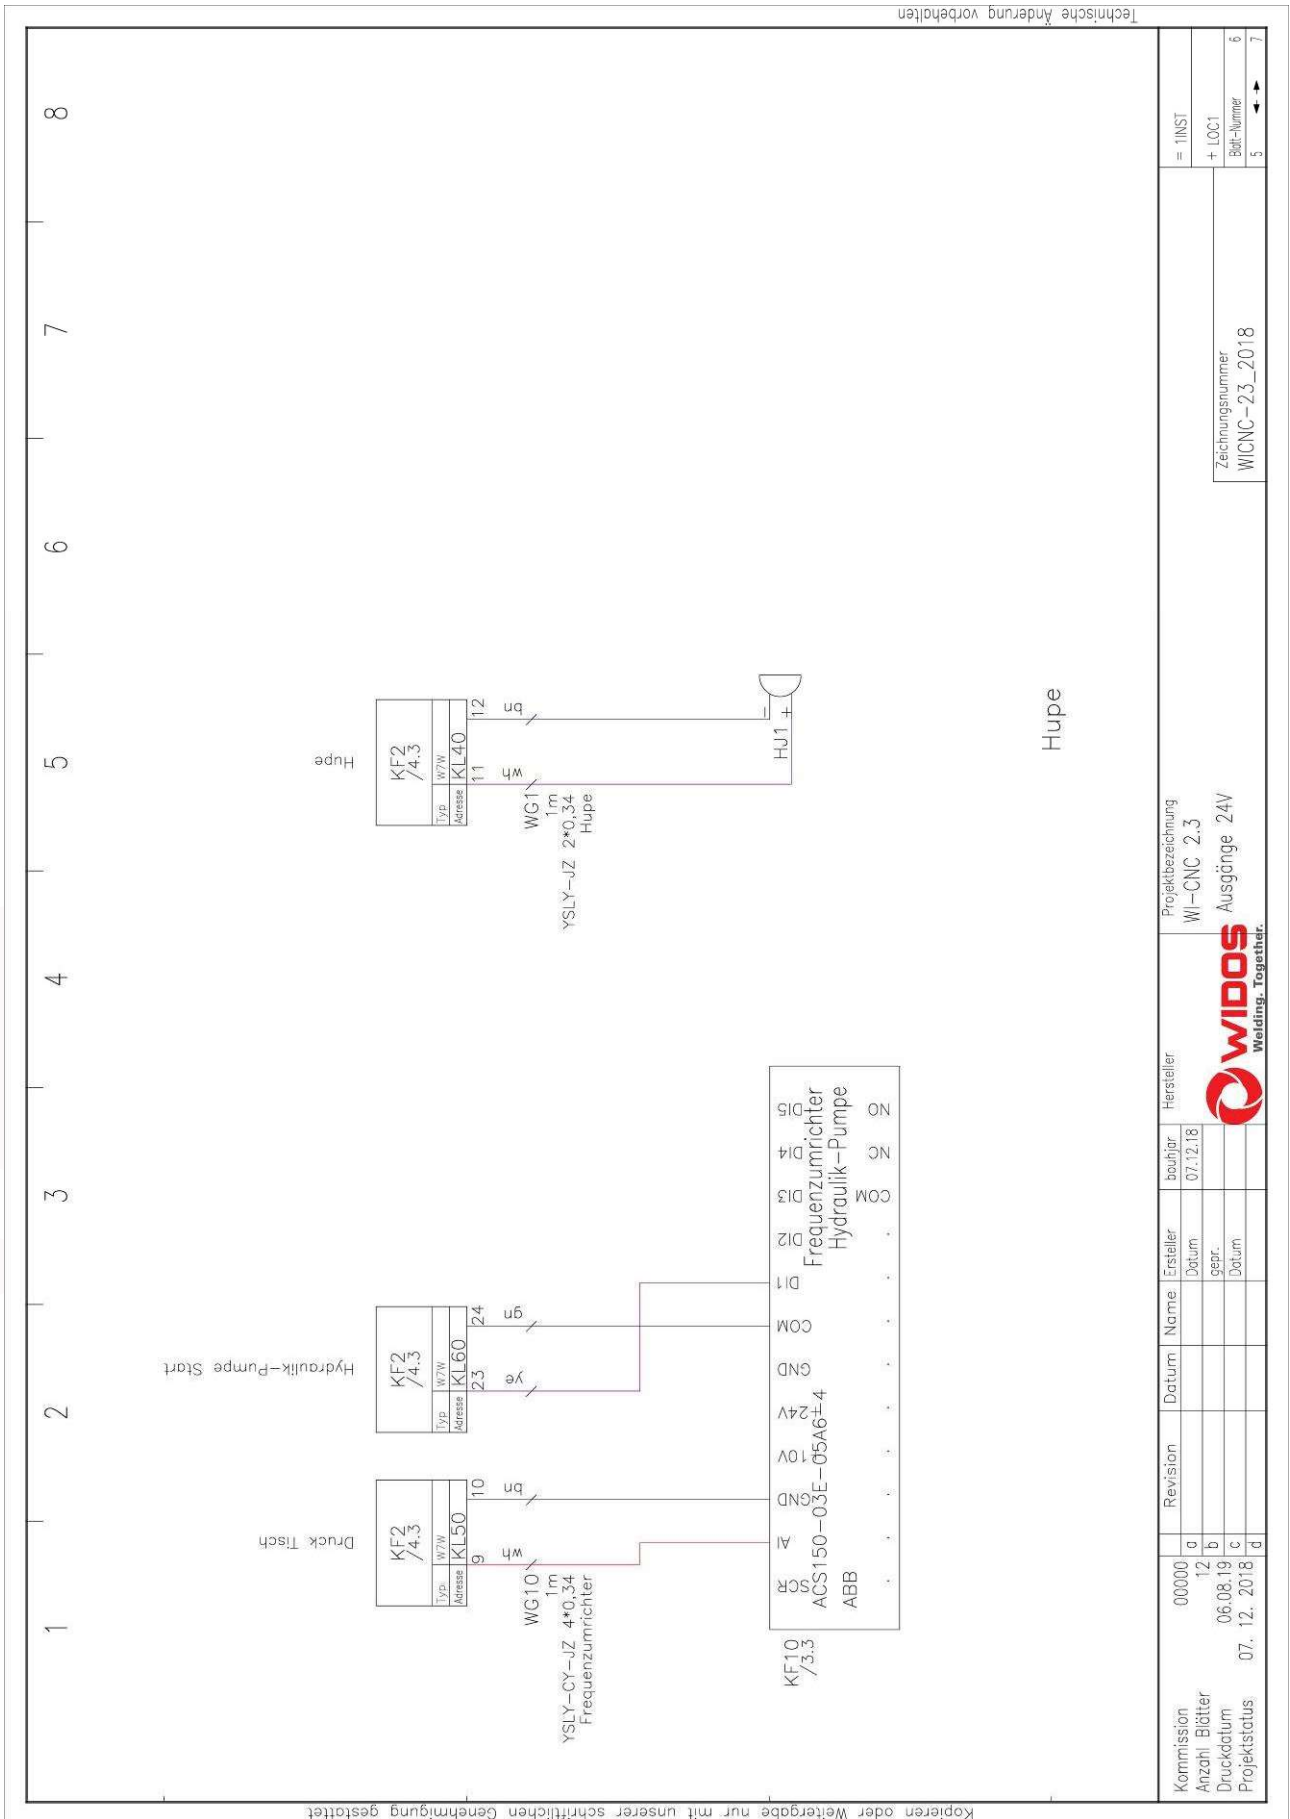 1
2
3
4
5
6
7
8
Druck Tisch
KF2
/4.3
Typ W7W
Adresse KL50
9
10
wh
bn
WG10
1m
YSLY-CY-JZ 4*0,34
Frequenzumrichter
Hydraulik-Pumpe Start
KF2
/4.3
Typ W7W
Adresse KL60
23
24
ye
gn
Hupe
KF2
/4.3
Typ W7W
Adresse KL40
11
12
wh
bn
WG1
1m
YSLY-JZ 2*0,34
Hupe
HJ1
- +
KF10
/3.3
SCR AI GND +10V +24V GND COM DI1 DI2 DI3 DI4 DI5
ACS150-03E-05A6-4
ABB
Frequenzumrichter
Hydraulik-Pumpe
COM NC NO
Hupe
Kopieren oder Weitergabe nur mit unserer schriftlichen Genehmigung gestattet
Technische Änderung vorbehalten
Kommission 00000
Anzahl Blätter 12
Druckdatum 06.08.19
Projektstatus 07. 12. 2018
Revision Datum Name
a
b
c
d
Ersteller bouhjar
Datum 07.12.18
gepr.
Datum
Hersteller
WIDOS
Welding. Together.
Projektbezeichnung
WI-CNC 2.3
Ausgänge 24V
Zeichnungsnummer
WICNC-23_2018
= 1INST
+ LOC1
Blatt-Nummer 6
5 7